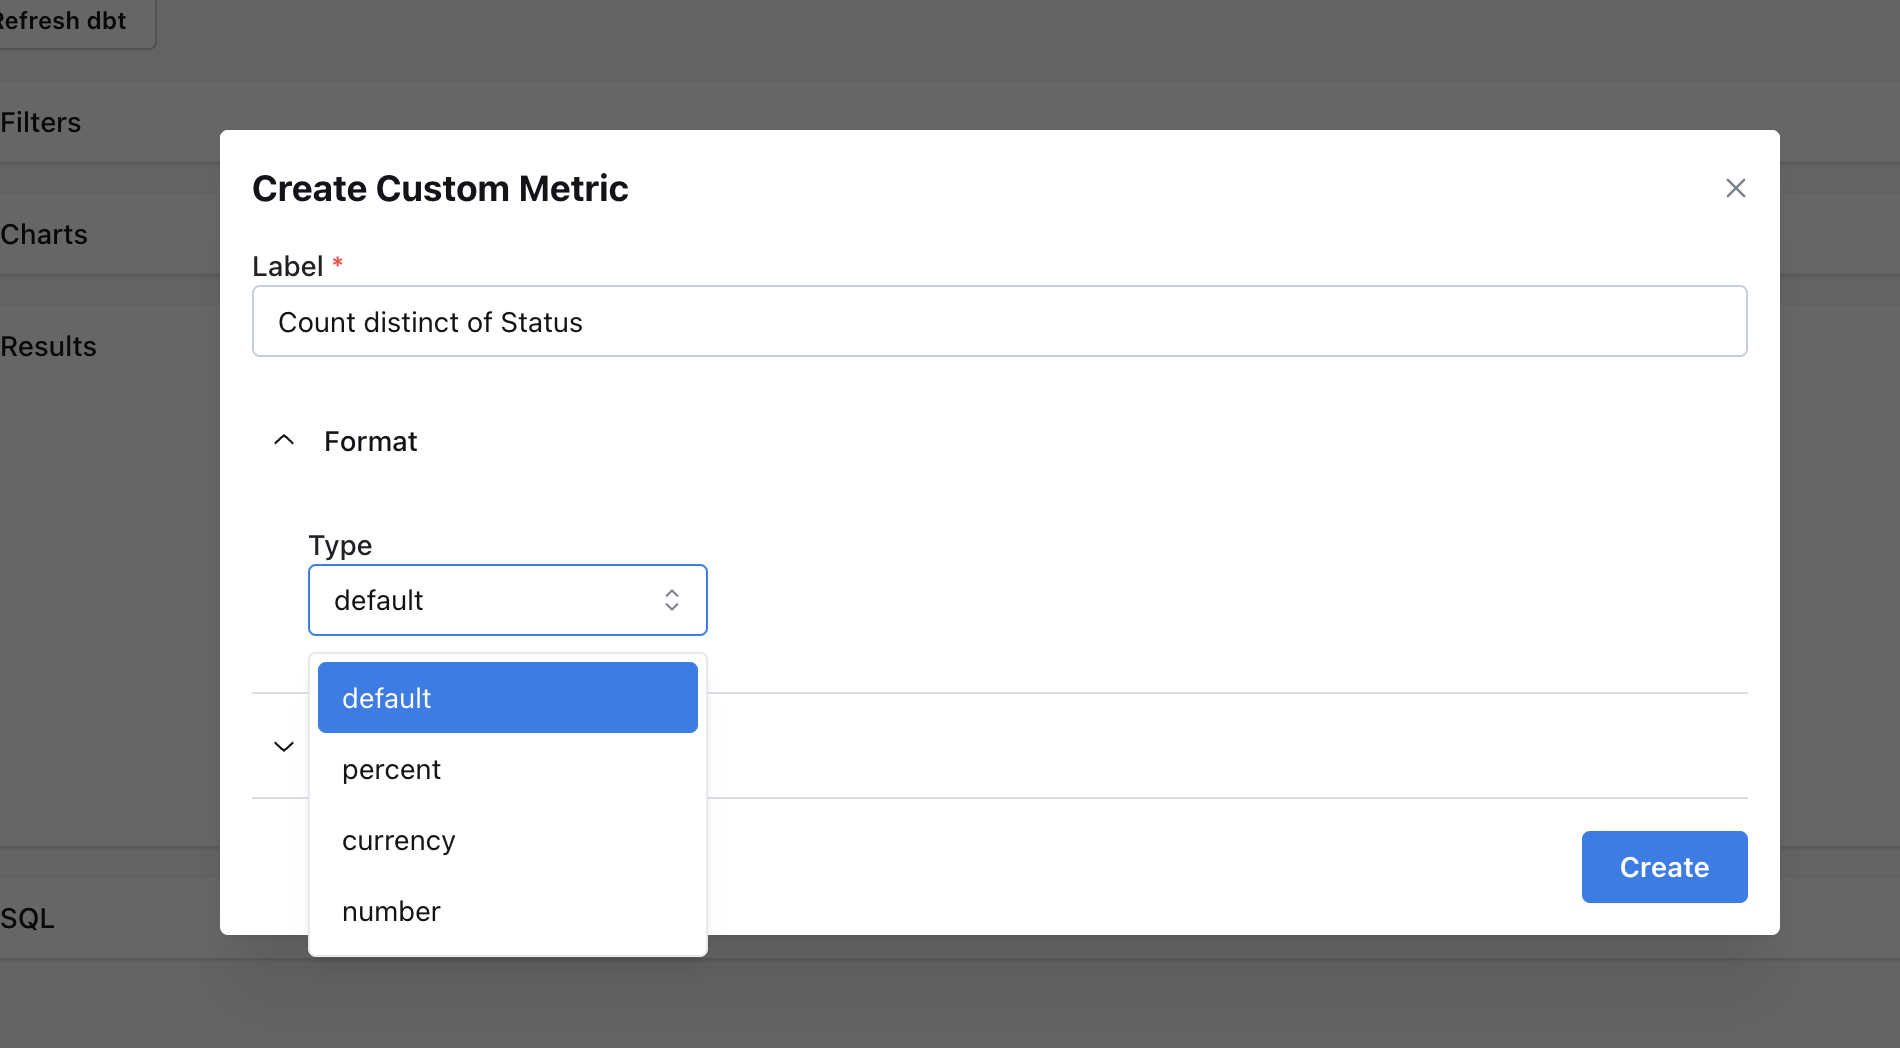 Refresh dbt
Filters
Charts
Results
SQL
Create Custom Metric
Label *
Count distinct of Status
Format
Type
default
default
percent
currency
number
Create